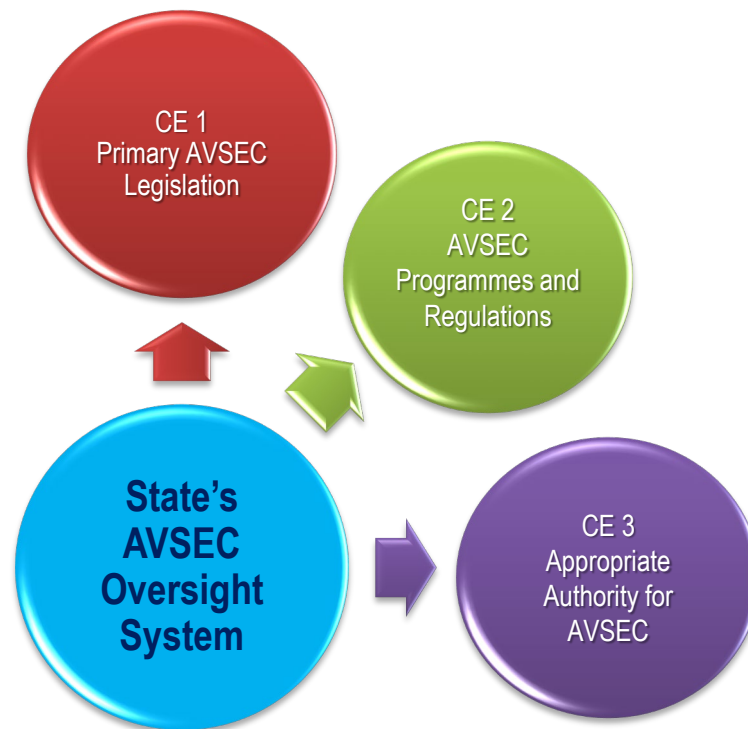 CE 1
Primary AVSEC
Legislation
CE 2
AVSEC
Programmes and
Regulations
State’s
AVSEC
Oversight
System
CE 3
Appropriate
Authority for
AVSEC